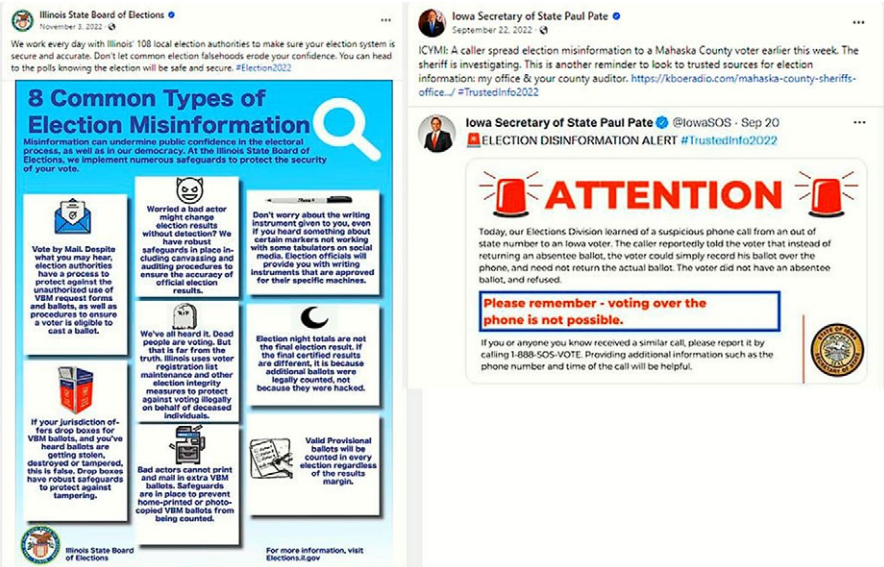 Illinois State Board of Elections
November 3, 2022
We work every day with Illinois' 108 local election authorities to make sure your election system is
secure and accurate. Don't let common election falsehoods erode your confidence. You can head
to the polls knowing the election will be safe and secure. #Election2022
8 Common Types of
Election Misinformation
Misinformation can undermine public confidence in the electoral
process, as well as in our democracy. At the Illinois State Board of
Elections, we implement numerous safeguards to protect the security
of your vote.
Vote by Mail. Despite
what you may hear,
election authorities
have a process to
protect against the
unauthorized use of
VBM request forms
and ballots, as well as
procedures to ensure
a voter is eligible to
cast a ballot.
If your jurisdiction of-
fers drop boxes for
VBM ballots, and you've
heard ballots are
getting stolen,
destroyed or tampered,
this is false. Drop boxes
have robust safeguards
to protect against
tampering.
Worried a bad actor
might change
election results
without detection? We
have robust
safeguards in place in-
cluding canvassing and
auditing procedures to
ensure the accuracy of
official election
results.
We've all heard it. Dead
people are voting. But
that is far from the
truth. Illinois uses voter
registration list
maintenance and other
election integrity
measures to protect
against voting illegally
on behalf of deceased
individuals.
Bad actors cannot print
and mail in extra VBM
ballots. Safeguards
are in place to prevent
home-printed or photo-
copied VBM ballots from
being counted.
Don't worry about the writing
instrument given to you, even
if you heard something about
certain markers not working
with some tabulators on social
media. Election officials will
provide you with writing
instruments that are approved
for their specific machines.
Election night totals are not
the final election result. If
the final certified results
are different, it is because
additional ballots were
legally counted, not
because they were hacked.
Valid Provisional
ballots will be
counted in every
election regardless
of the results
margin.
Illinois State Board
of Elections
For more information, visit
Elections.il.gov
Iowa Secretary of State Paul Pate
September 22, 2022
ICYMI: A caller spread election misinformation to a Mahaska County voter earlier this week. The
sheriff is investigating. This is another reminder to look to trusted sources for election
information: my office & your county auditor. https://kboeradio.com/mahaska-county-sheriffs-
office.../ #TrustedInfo2022
Iowa Secretary of State Paul Pate @IowaSOS · Sep 20
ELECTION DISINFORMATION ALERT #TrustedInfo2022
ATTENTION
Today, our Elections Division learned of a suspicious phone call from an out of
state number to an Iowa voter. The caller reportedly told the voter that instead of
returning an absentee ballot, the voter could simply record his ballot over the
phone, and need not return the actual ballot. The voter did not have an absentee
ballot, and refused.
Please remember - voting over the
phone is not possible.
If you or anyone you know received a similar call, please report it by
calling 1-888-SOS-VOTE. Providing additional information such as the
phone number and time of the call will be helpful.
STATE OF IOWA